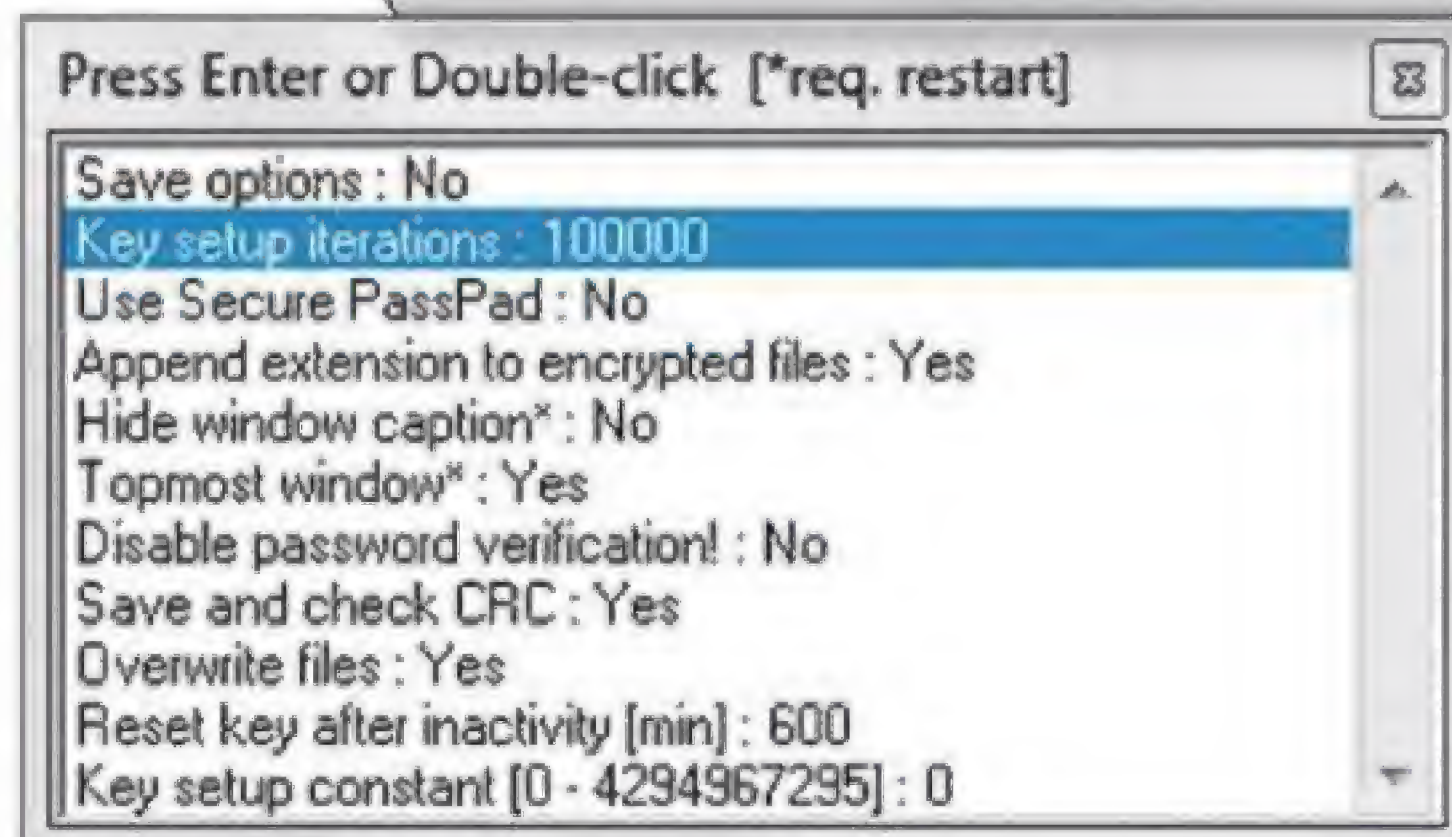 Press Enter or Double-click [*req. restart]
Save options : No
Key setup iterations : 100000
Use Secure PassPad : No
Append extension to encrypted files : Yes
Hide window caption* : No
Topmost window* : Yes
Disable password verification! : No
Save and check CRC : Yes
Overwrite files : Yes
Reset key after inactivity [min] : 600
Key setup constant [0 - 4294967295] : 0